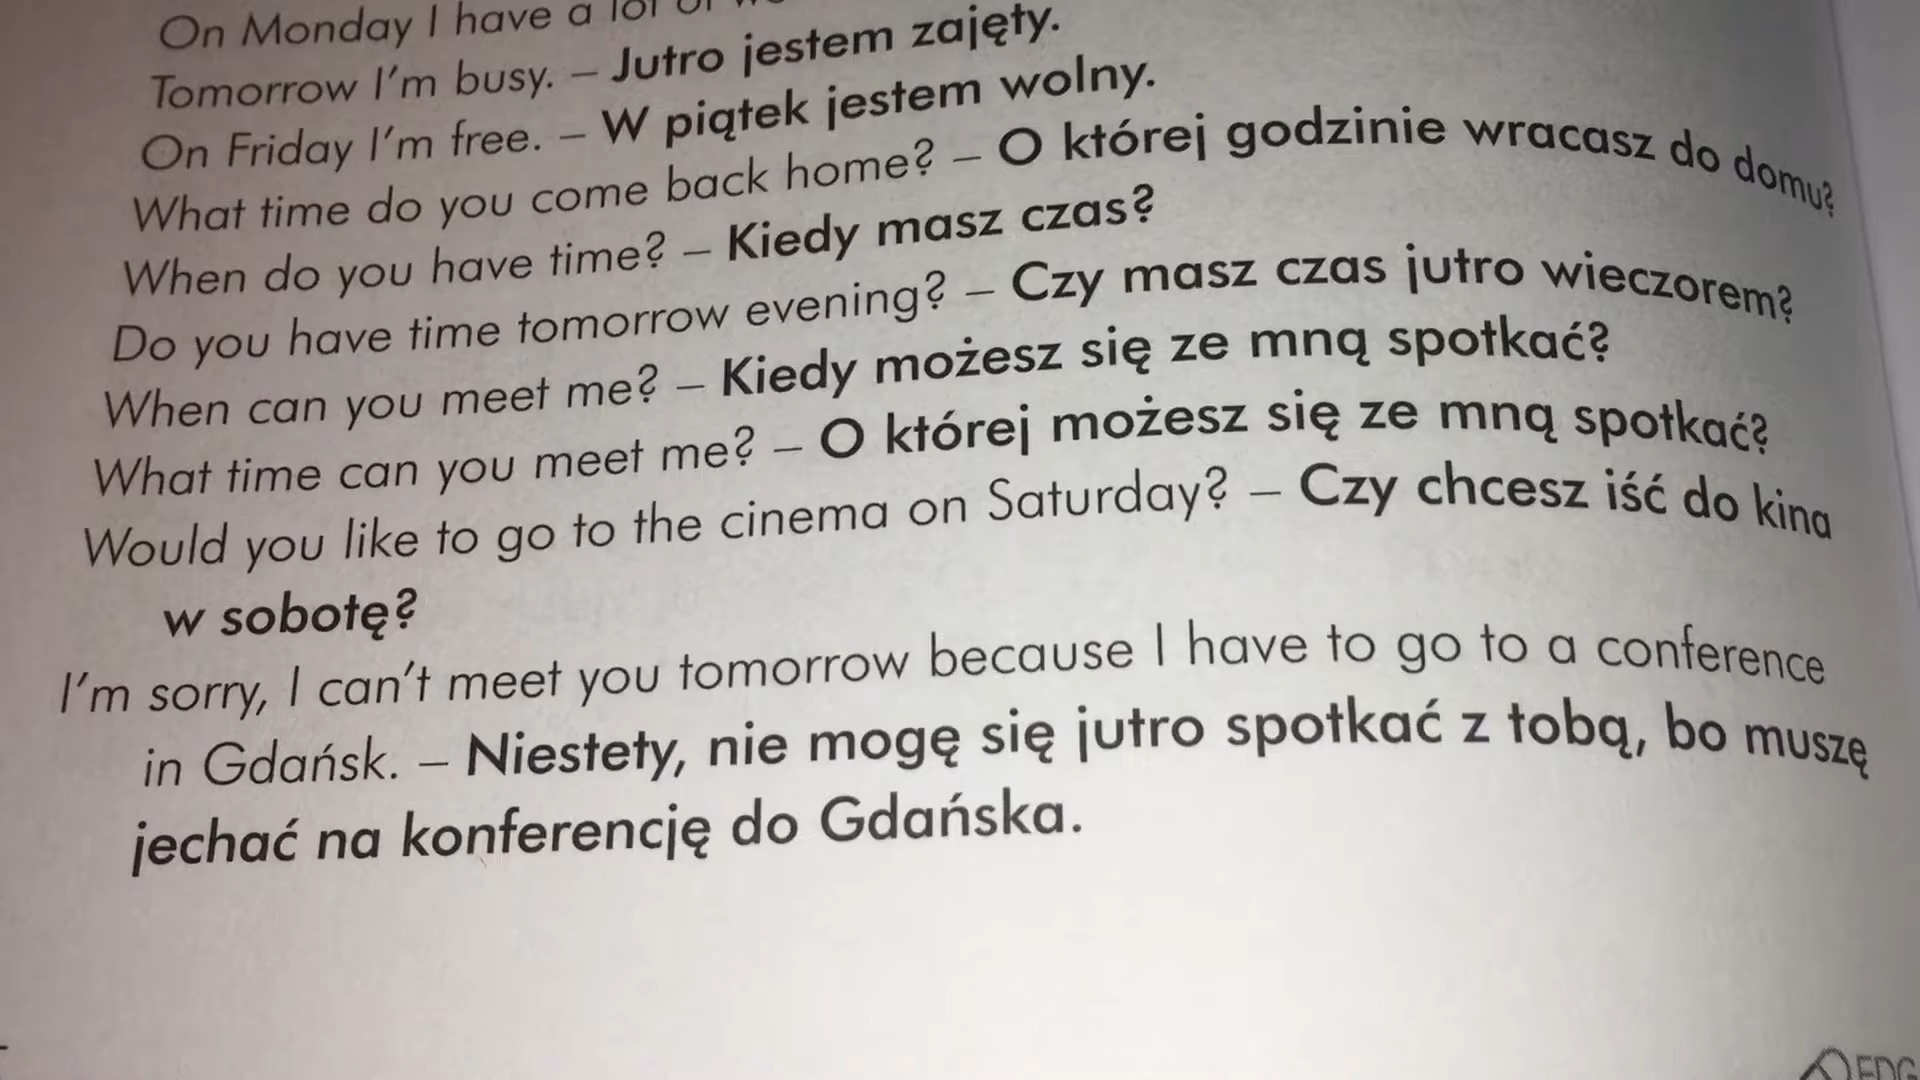 On Monday I have a lot of
Tomorrow I'm busy. – Jutro jestem zajęty.
On Friday I'm free. – W piątek jestem wolny.
What time do you come back home? – O której godzinie wracasz do domu?
When do you have time? – Kiedy masz czas?
Do you have time tomorrow evening? – Czy masz czas jutro wieczorem?
When can you meet me? – Kiedy możesz się ze mną spotkać?
What time can you meet me? – O której możesz się ze mną spotkać?
Would you like to go to the cinema on Saturday? – Czy chcesz iść do kina
w sobotę?
I'm sorry, I can't meet you tomorrow because I have to go to a conference
in Gdańsk. – Niestety, nie mogę się jutro spotkać z tobą, bo muszę
jechać na konferencję do Gdańska.